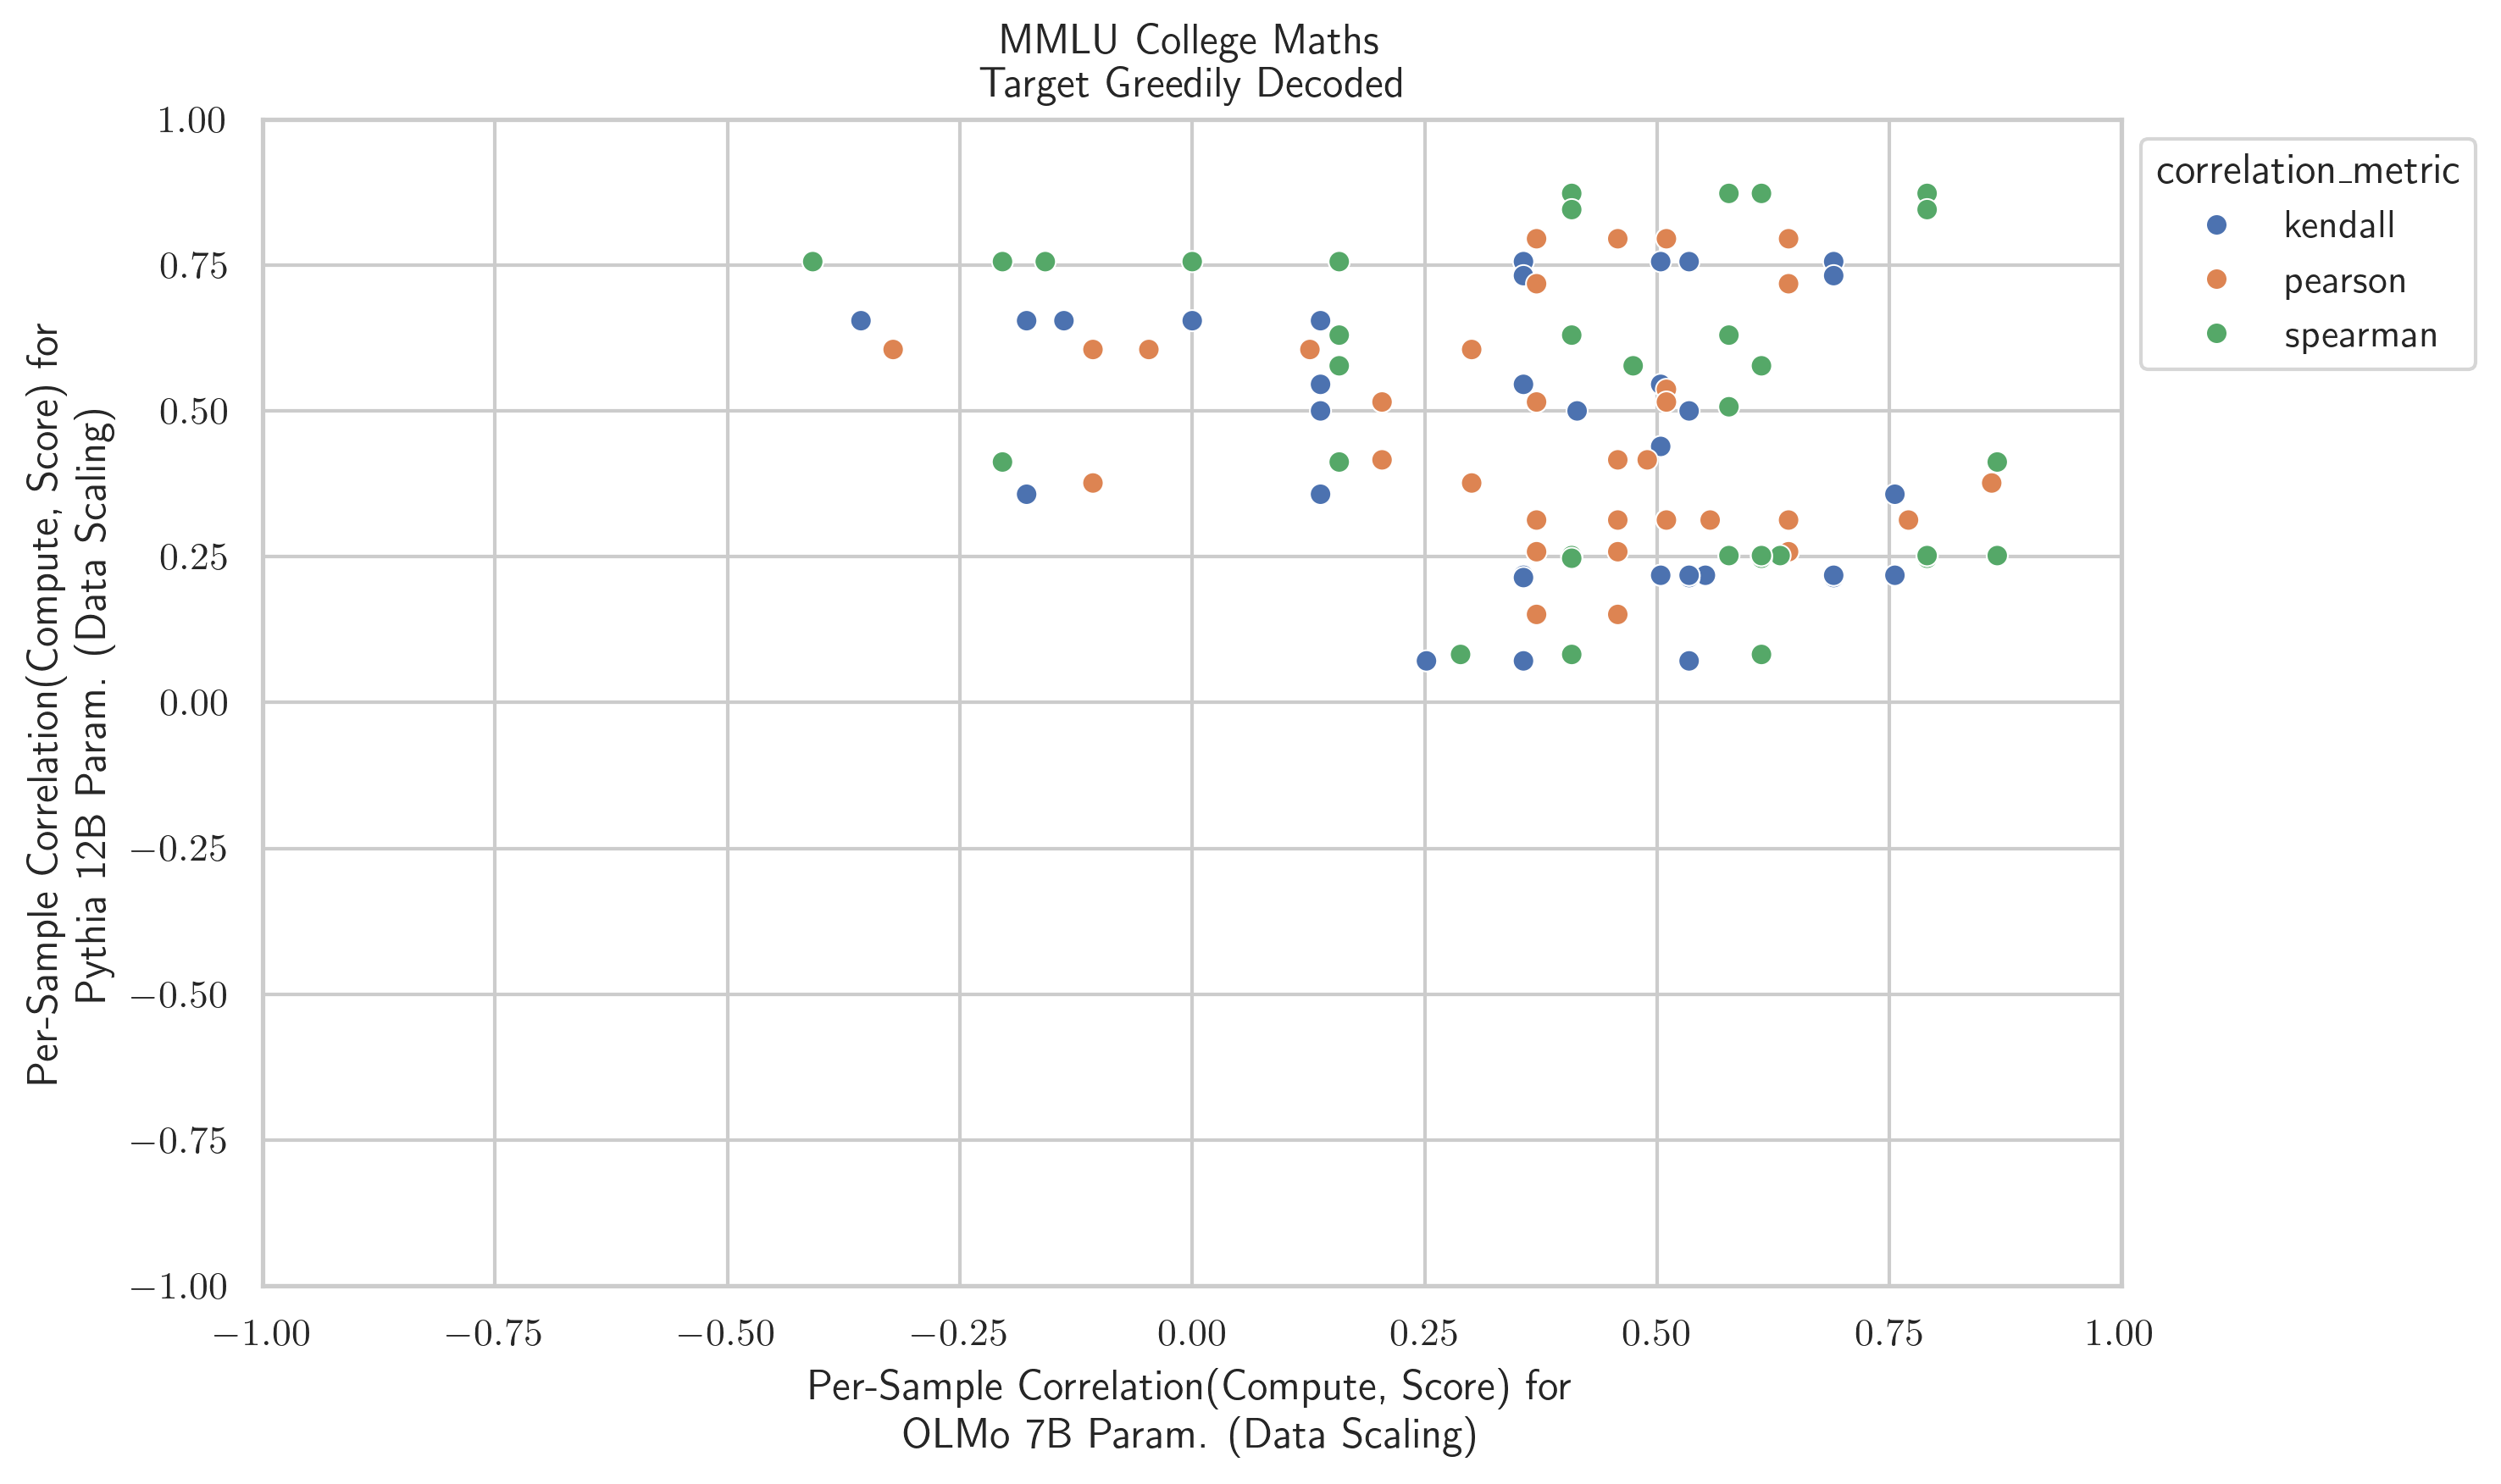 MMLU College Maths
Target Greedily Decoded
Per-Sample Correlation(Compute, Score) for
Pythia 12B Param. (Data Scaling)
1.00
0.75
0.50
0.25
0.00
−0.25
−0.50
−0.75
−1.00
−1.00 −0.75 −0.50 −0.25 0.00 0.25 0.50 0.75 1.00
Per-Sample Correlation(Compute, Score) for
OLMo 7B Param. (Data Scaling)
correlation_metric
kendall
pearson
spearman